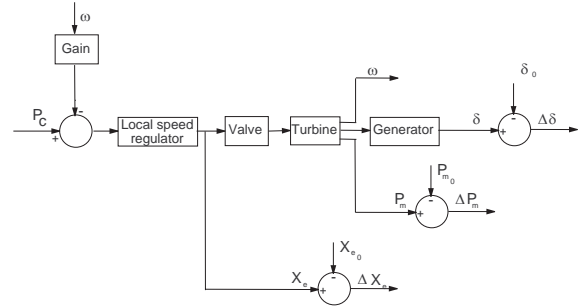 ω
Gain
-
P_C
+
Local speed
regulator
Valve
Turbine
ω
Generator
δ
+
δ_0
-
Δδ
P_m0
-
P_m
+
ΔP_m
X_e0
-
X_e
+
ΔX_e